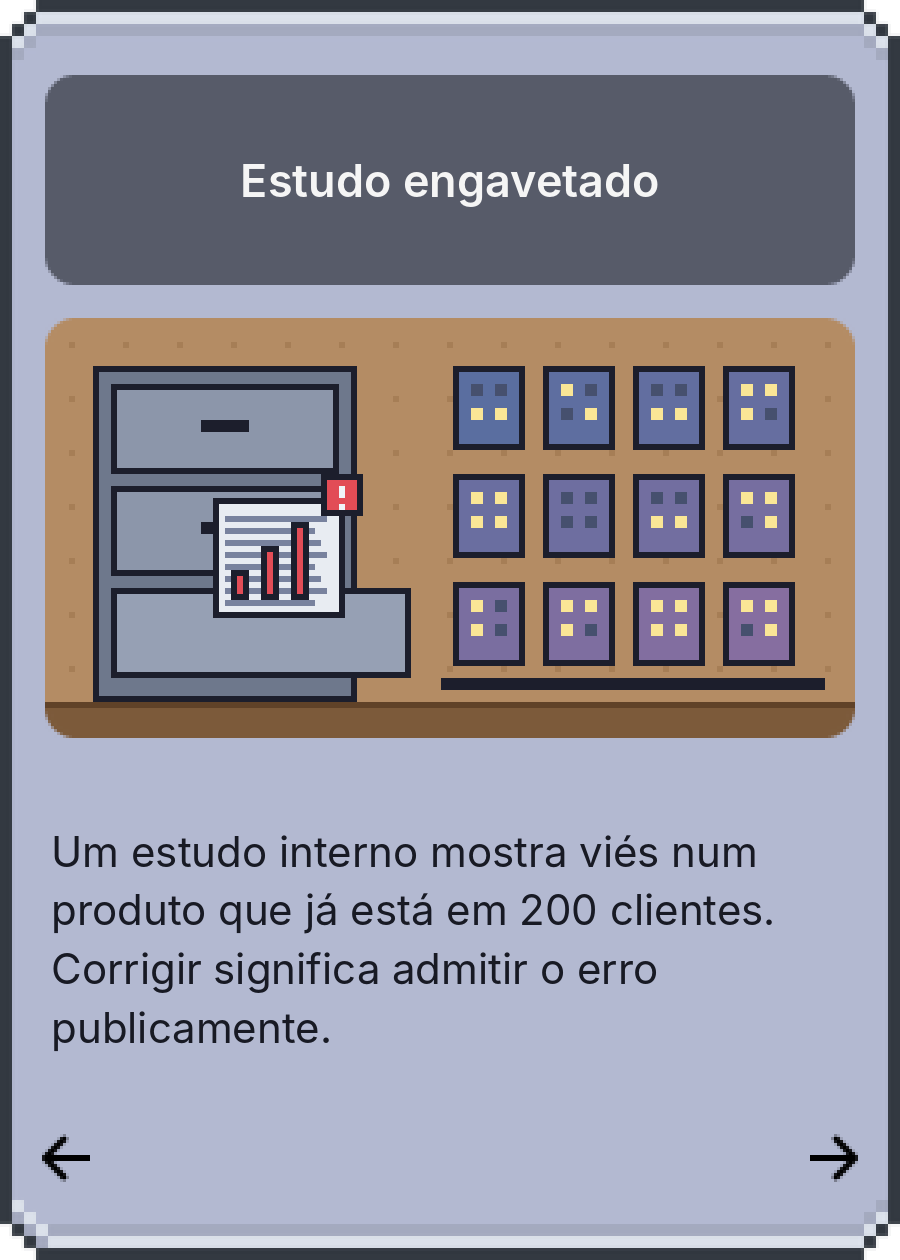 Estudo engavetado
Um estudo interno mostra viés num
produto que já está em 200 clientes.
Corrigir significa admitir o erro
publicamente.